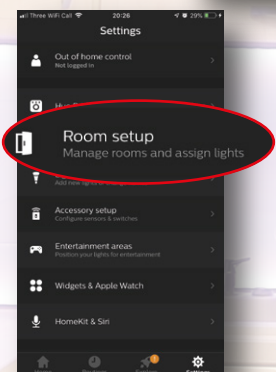 Three WiFi Call 20:26 29%
Settings
Out of home control
Not logged in
Hue
Room setup
Manage rooms and assign lights
Add new lights or
Accessory setup
Configure sensors & switches
Entertainment areas
Position your lights for entertainment
Widgets & Apple Watch
HomeKit & Siri
Settings